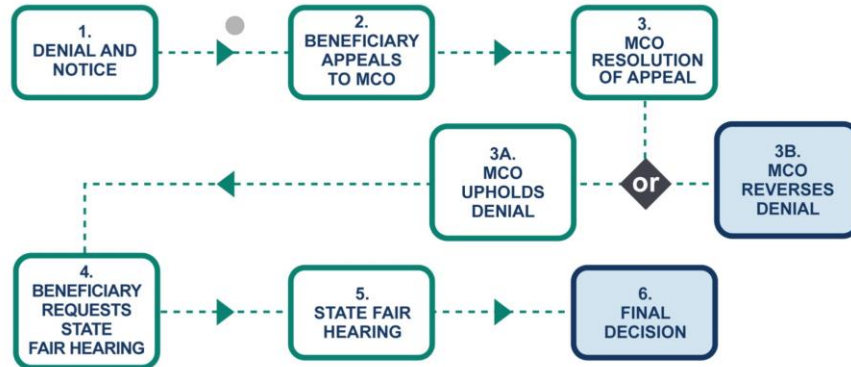 1.
DENIAL AND
NOTICE
2.
BENEFICIARY
APPEALS
TO MCO
3.
MCO
RESOLUTION
OF APPEAL
3A.
MCO
UPHOLDS
DENIAL
or
3B.
MCO
REVERSES
DENIAL
4.
BENEFICIARY
REQUESTS
STATE
FAIR HEARING
5.
STATE FAIR
HEARING
6.
FINAL
DECISION